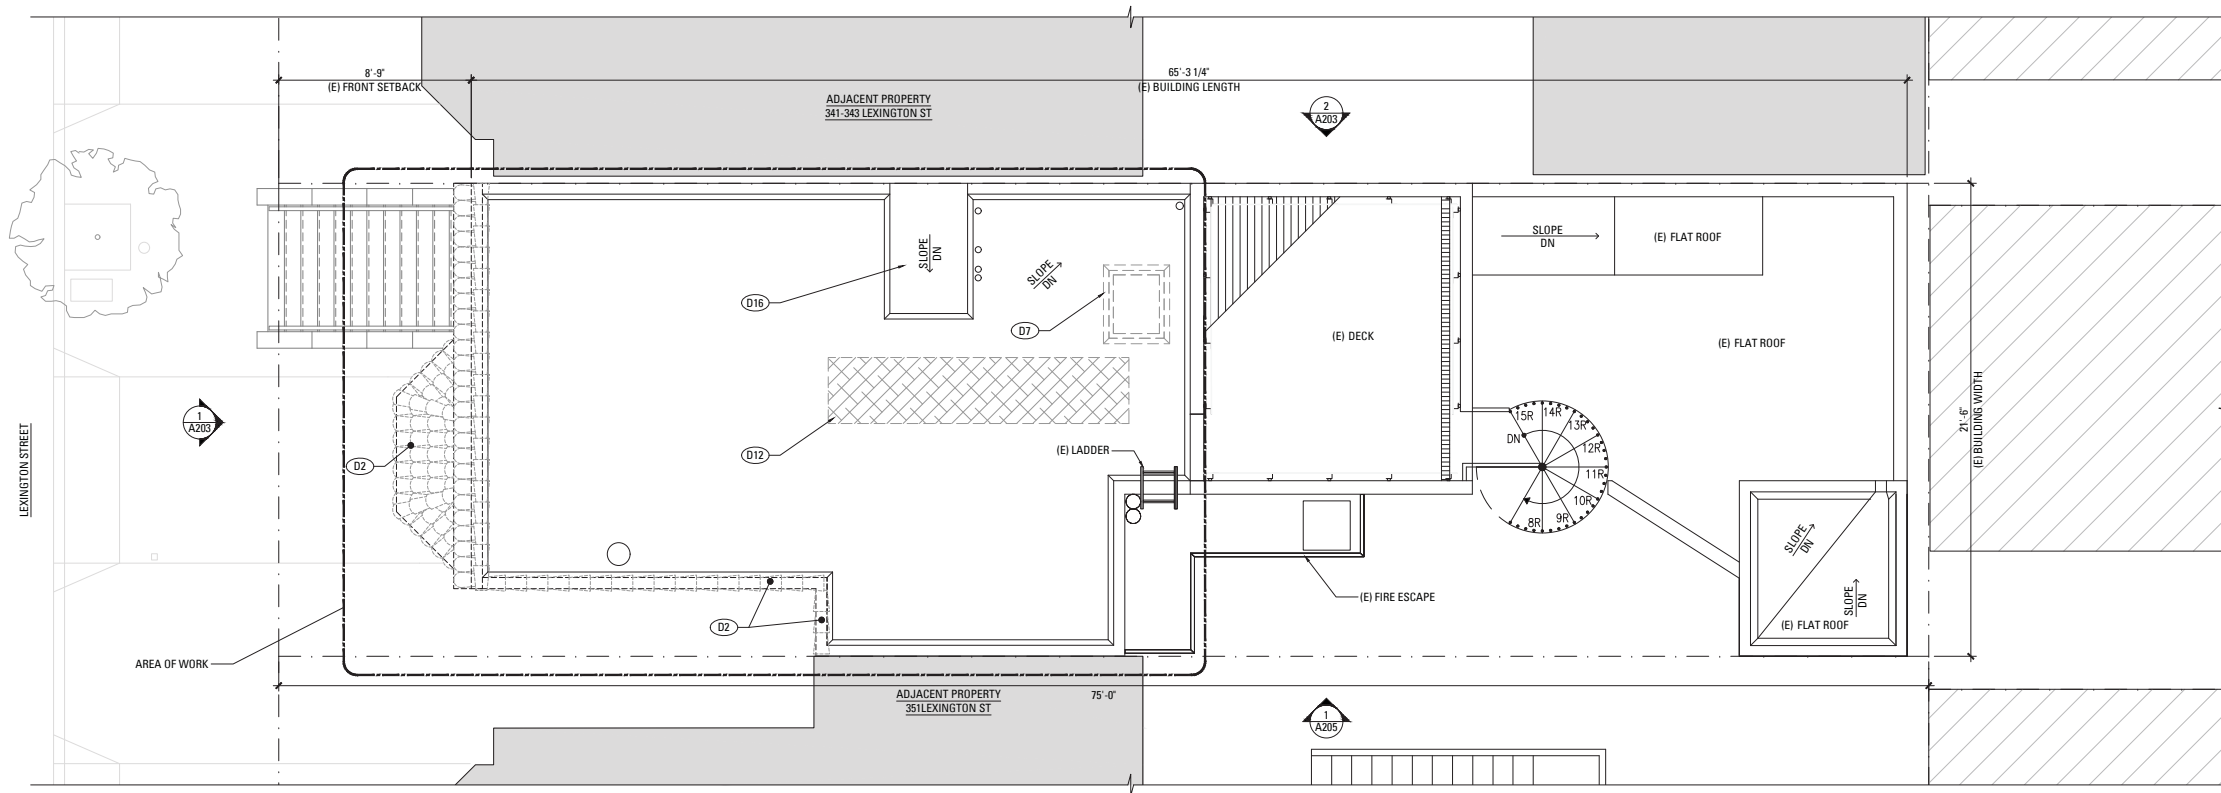 8'-9"
(E) FRONT SETBACK
65'-3 1/4"
(E) BUILDING LENGTH
ADJACENT PROPERTY
341-343 LEXINGTON ST
2
A203
SLOPE
DN
SLOPE
DN
D16
D7
D12
D2
D2
(E) LADDER
(E) DECK
SLOPE
DN
(E) FLAT ROOF
(E) FLAT ROOF
15R
14R
13R
12R
11R
10R
9R
8R
DN
21'-6"
(E) BUILDING WIDTH
1
A203
LEXINGTON STREET
(E) FIRE ESCAPE
SLOPE
DN
SLOPE
DN
(E) FLAT ROOF
AREA OF WORK
ADJACENT PROPERTY
351LEXINGTON ST
75'-0"
1
A205